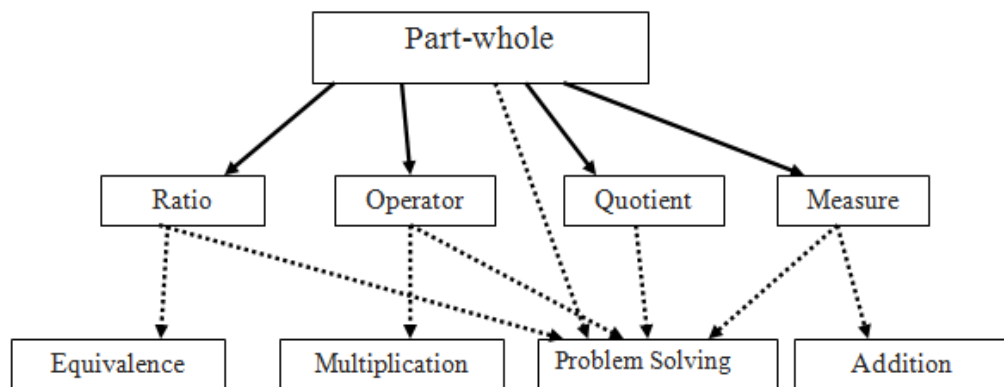 Part-whole
Ratio
Operator
Quotient
Measure
Equivalence
Multiplication
Problem Solving
Addition